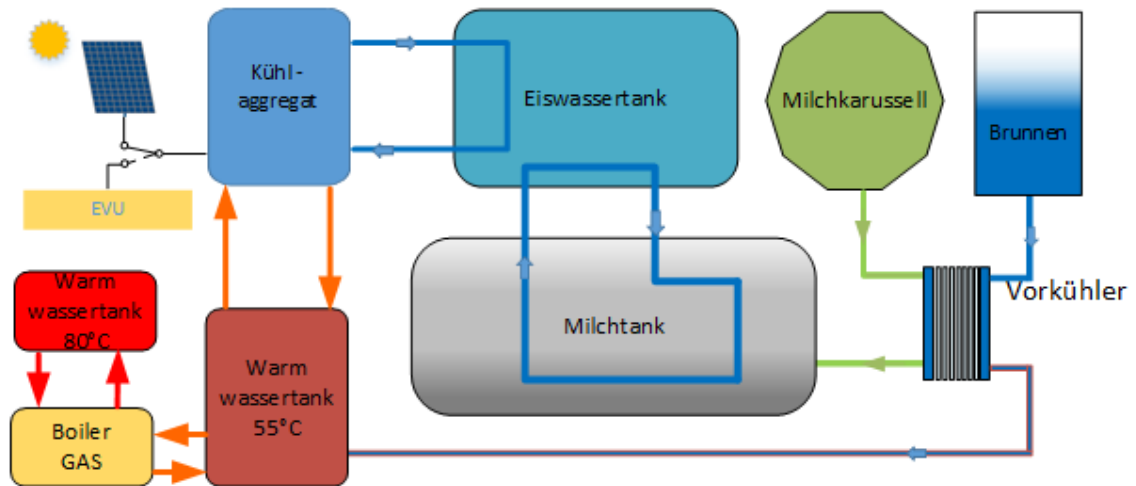 Kühl-
aggregat
Eiswassertank
Milchkarussell
Brunnen
EVU
Warm
wassertank
80°C
Vorkühler
Milchtank
Warm
wassertank
55°C
Boiler
GAS